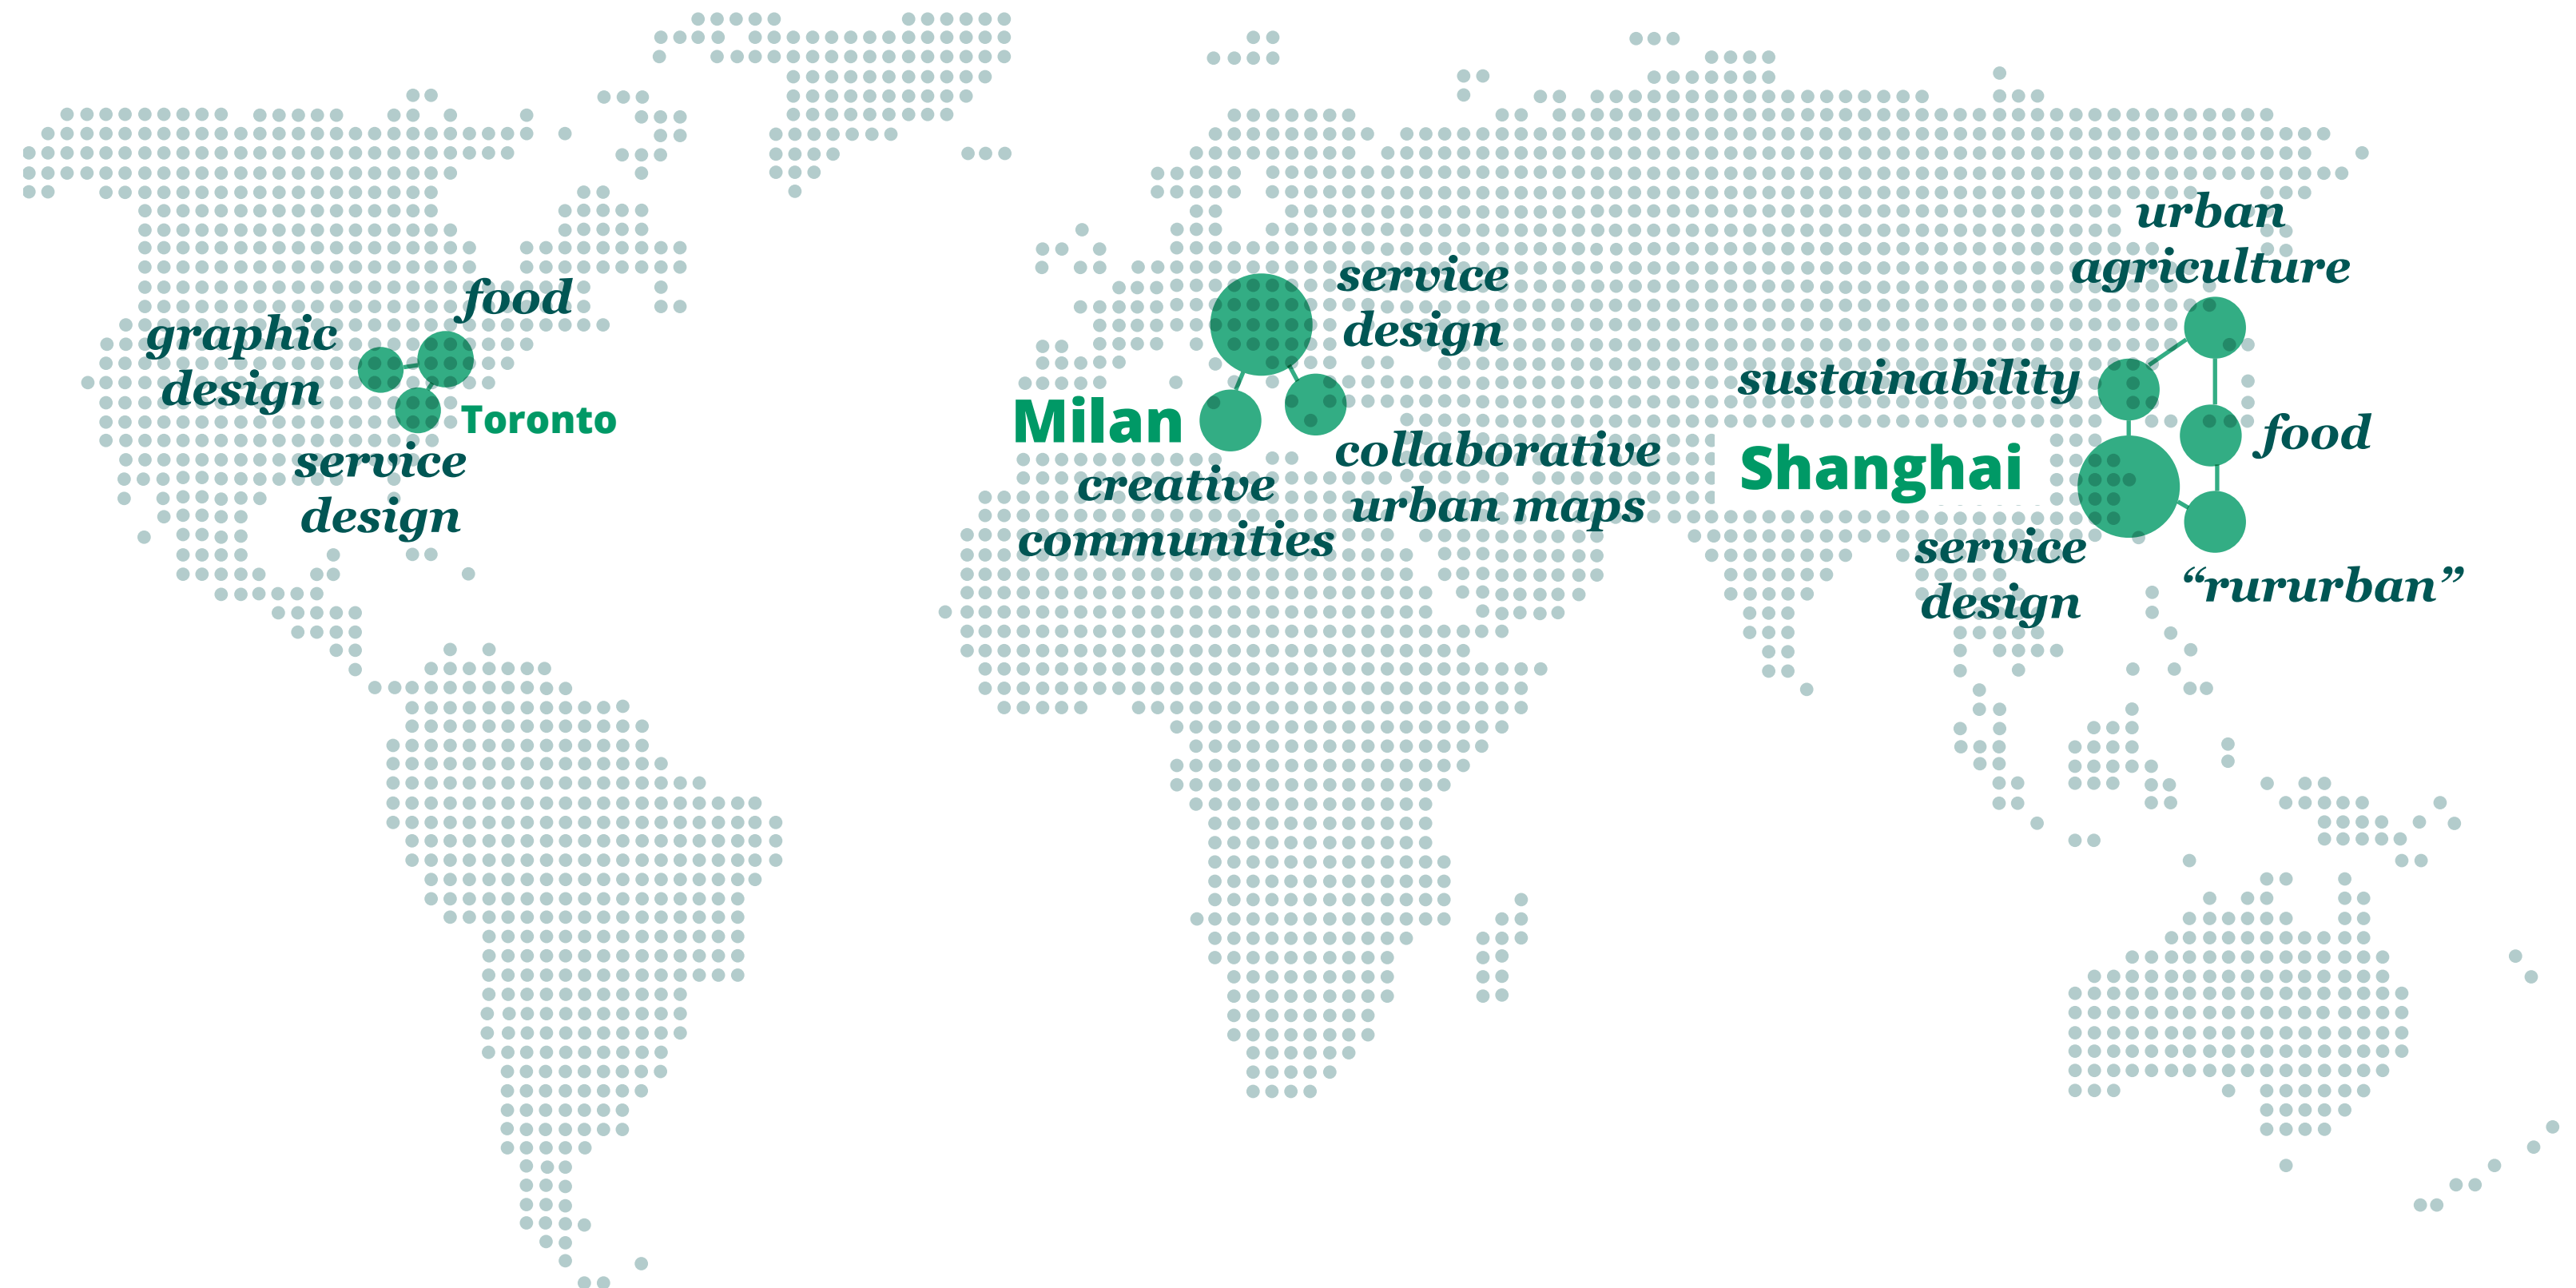 food
graphic
design
Toronto
service
design
service
design
Milan
creative
communities
collaborative
urban maps
urban
agriculture
sustainability
food
Shanghai
service
design
“rururban”